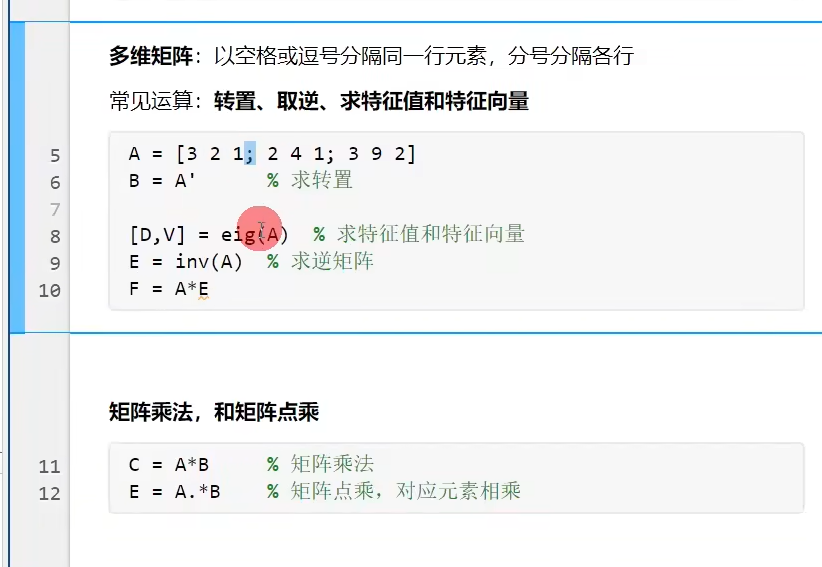 多维矩阵：以空格或逗号分隔同一行元素，分号分隔各行
常见运算：转置、取逆、求特征值和特征向量
5 A = [3 2 1; 2 4 1; 3 9 2]
6 B = A' % 求转置
7
8 [D,V] = eig(A) % 求特征值和特征向量
9 E = inv(A) % 求逆矩阵
10 F = A*E
矩阵乘法，和矩阵点乘
11 C = A*B % 矩阵乘法
12 E = A.*B % 矩阵点乘，对应元素相乘